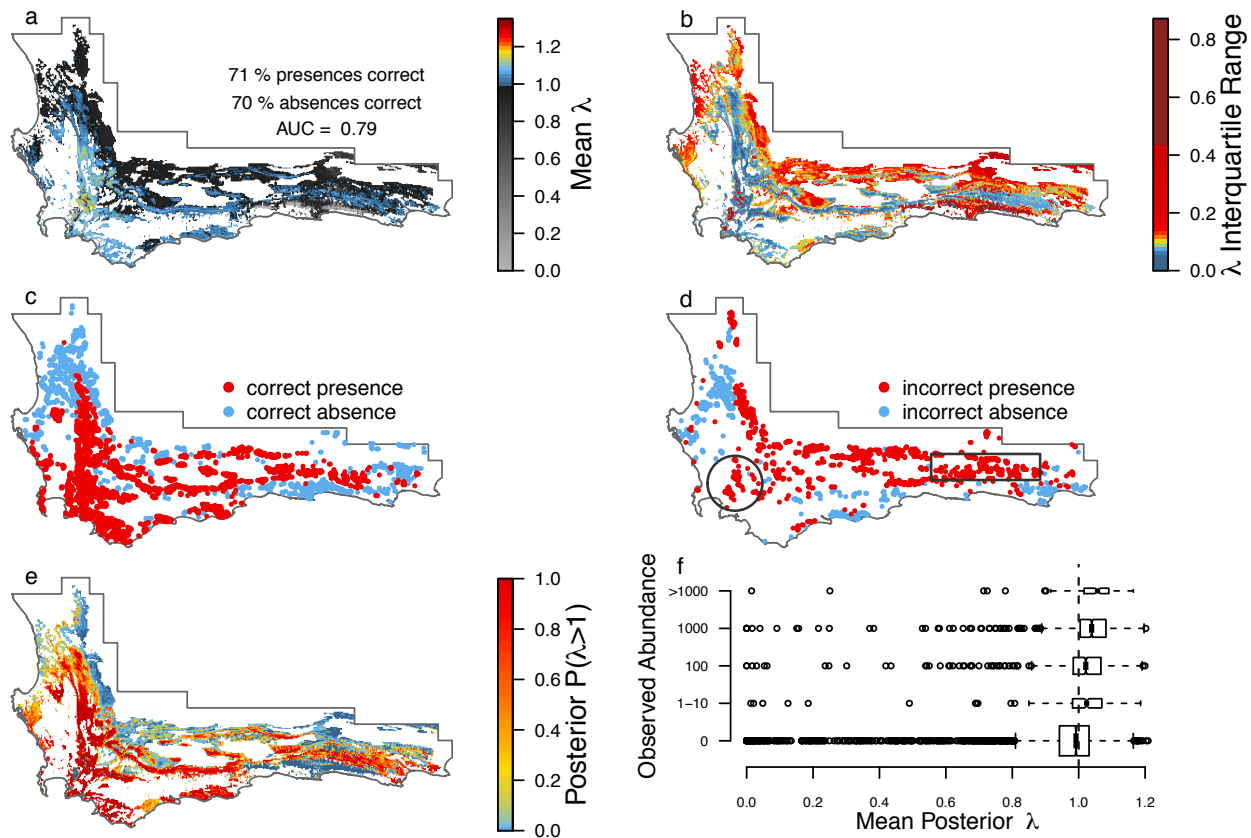 a
71 % presences correct
70 % absences correct
AUC = 0.79
1.2
1.0
0.8
0.6
0.4
0.2
0.0
Mean λ
b
0.8
0.6
0.4
0.2
0.0
λ Interquartile Range
c
correct presence
correct absence
d
incorrect presence
incorrect absence
e
1.0
0.8
0.6
0.4
0.2
0.0
Posterior P(λ>1)
f
Observed Abundance
>1000
1000
100
1−10
0
0.0 0.2 0.4 0.6 0.8 1.0 1.2
Mean Posterior λ